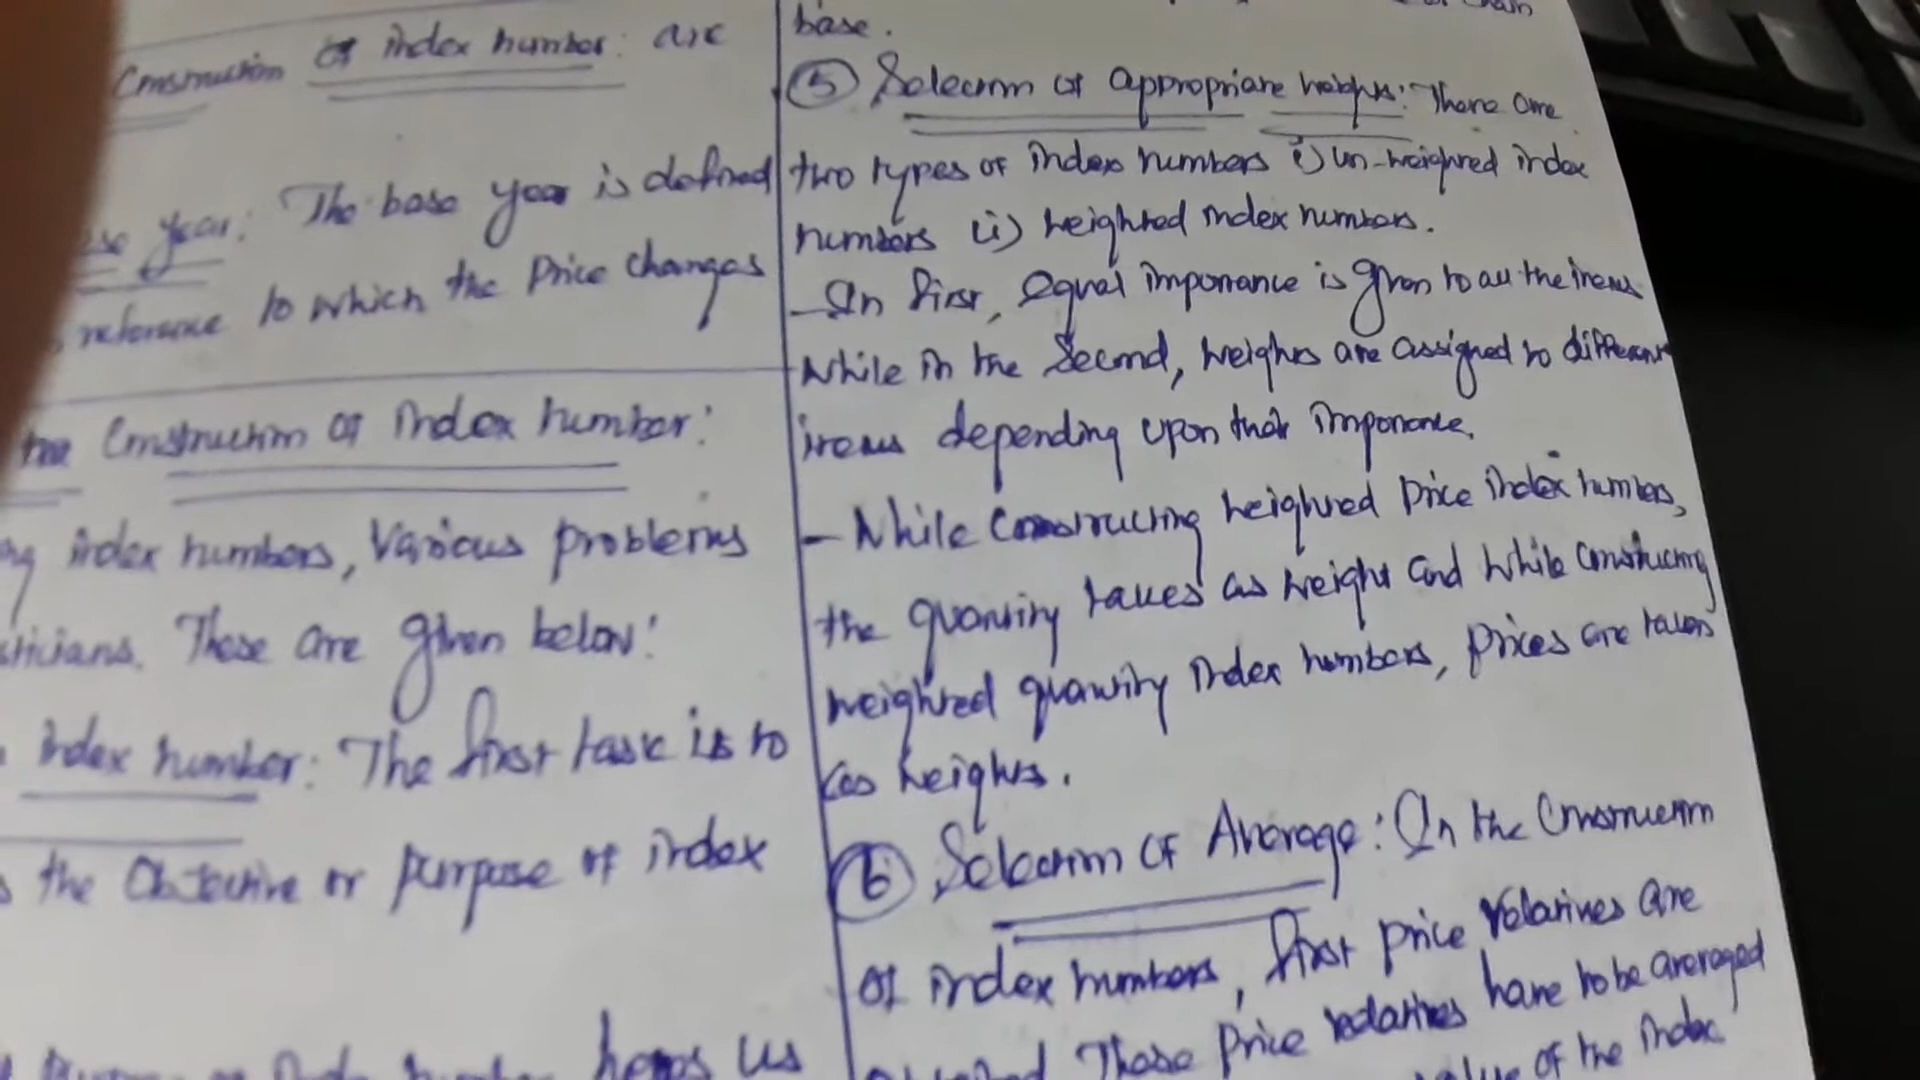 Construction of index number: are
year: The base year is defined
reference to which the Price changes
the Construction of index number:
index numbers, Various problems
These are given below:
index number: The first task is to
the Objective or purpose of index
us
base.
⑤ Selection of appropriate weights: There are
two types of index numbers i) un-weighted index
numbers (ii) weighted index numbers.
- In first, equal importance is given to all the items
while in the Second, weights are assigned to different
items depending upon their importance.
- While Constructing weighted Price index numbers,
the quantity takes as weight and while Constructing
weighted quantity index numbers, prices are taken
as weights.
⑥ Selection of Average: In the Construction
of index numbers, first price relatives are
These Price relatives have to be averaged
value of the index